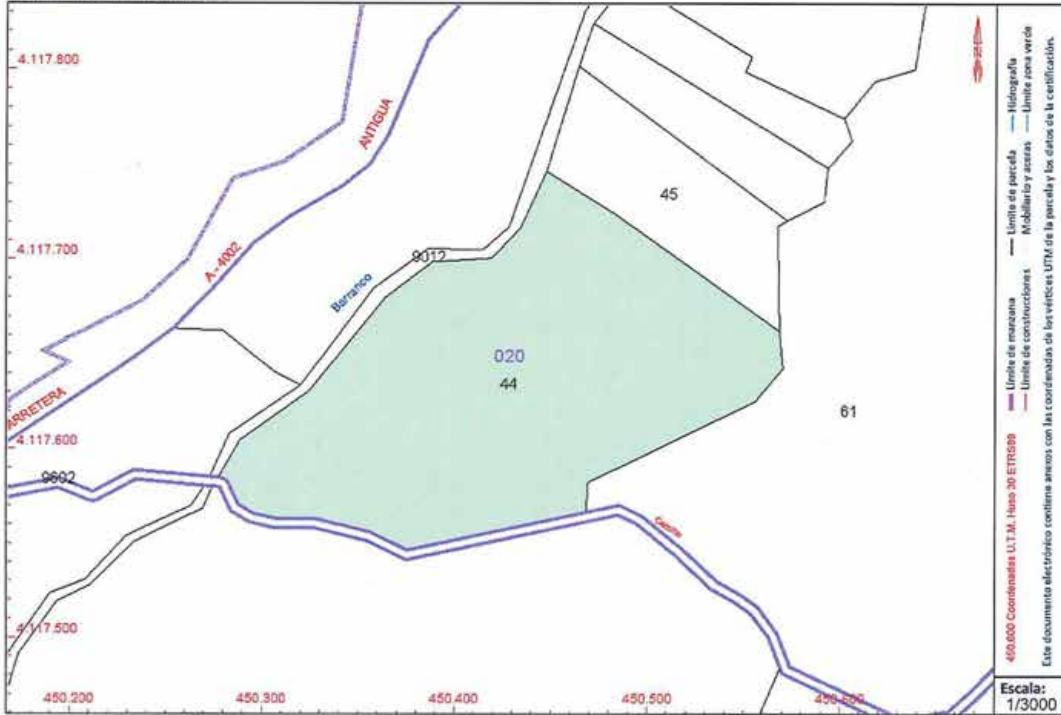 4.117.800
ANTIGUA
45
4.117.700
A - 4002
9012
Barranco
020
44
61
ARRETERA
4.117.600
9602
Camino
4.117.500
450.200
450.300
450.400
450.500
450.600
450.600 Coordenadas U.T.M. Huso 30 ETRS89
Límite de manzana
Límite de parcela
Hidrografía
Límite de construcciones
Mobiliario y aceras
Límite zona verde
Este documento electrónico contiene anexos con las coordenadas de los vértices UTM de la parcela y los datos de la certificación.
Escala:
1/3000